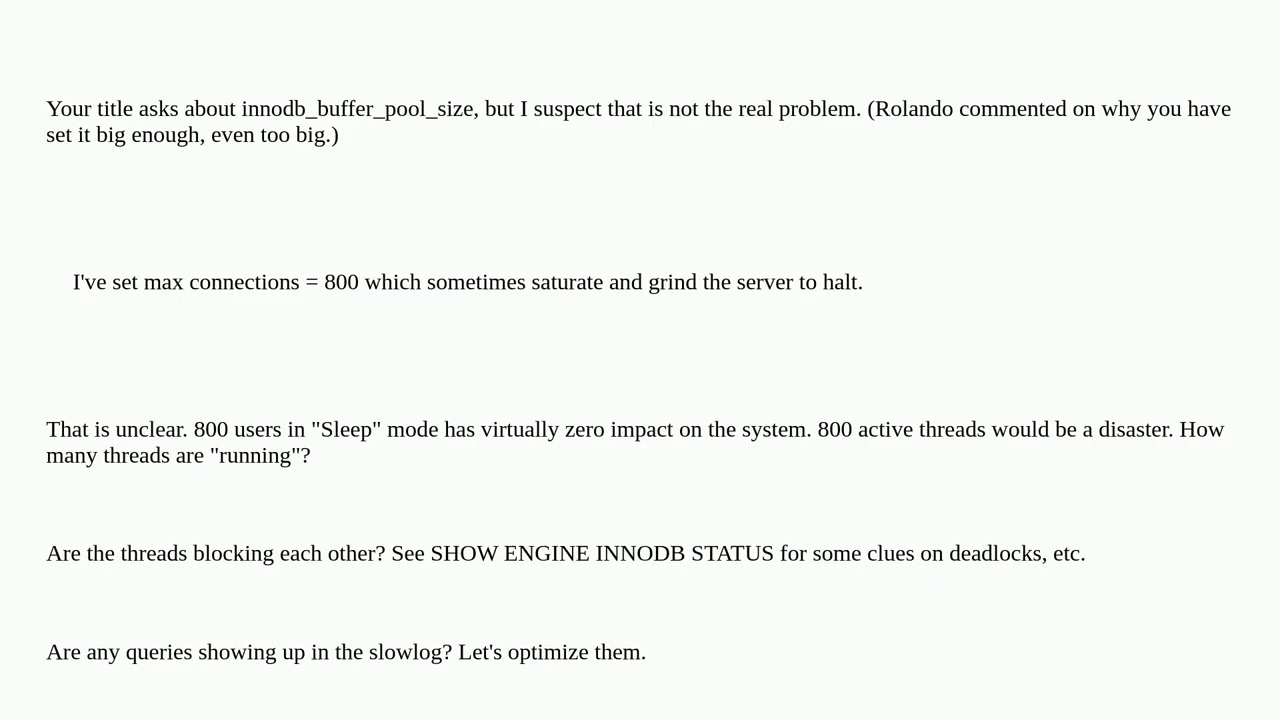 Your title asks about innodb_buffer_pool_size, but I suspect that is not the real problem. (Rolando commented on why you have
set it big enough, even too big.)
I've set max connections = 800 which sometimes saturate and grind the server to halt.
That is unclear. 800 users in "Sleep" mode has virtually zero impact on the system. 800 active threads would be a disaster. How
many threads are "running"?
Are the threads blocking each other? See SHOW ENGINE INNODB STATUS for some clues on deadlocks, etc.
Are any queries showing up in the slowlog? Let's optimize them.